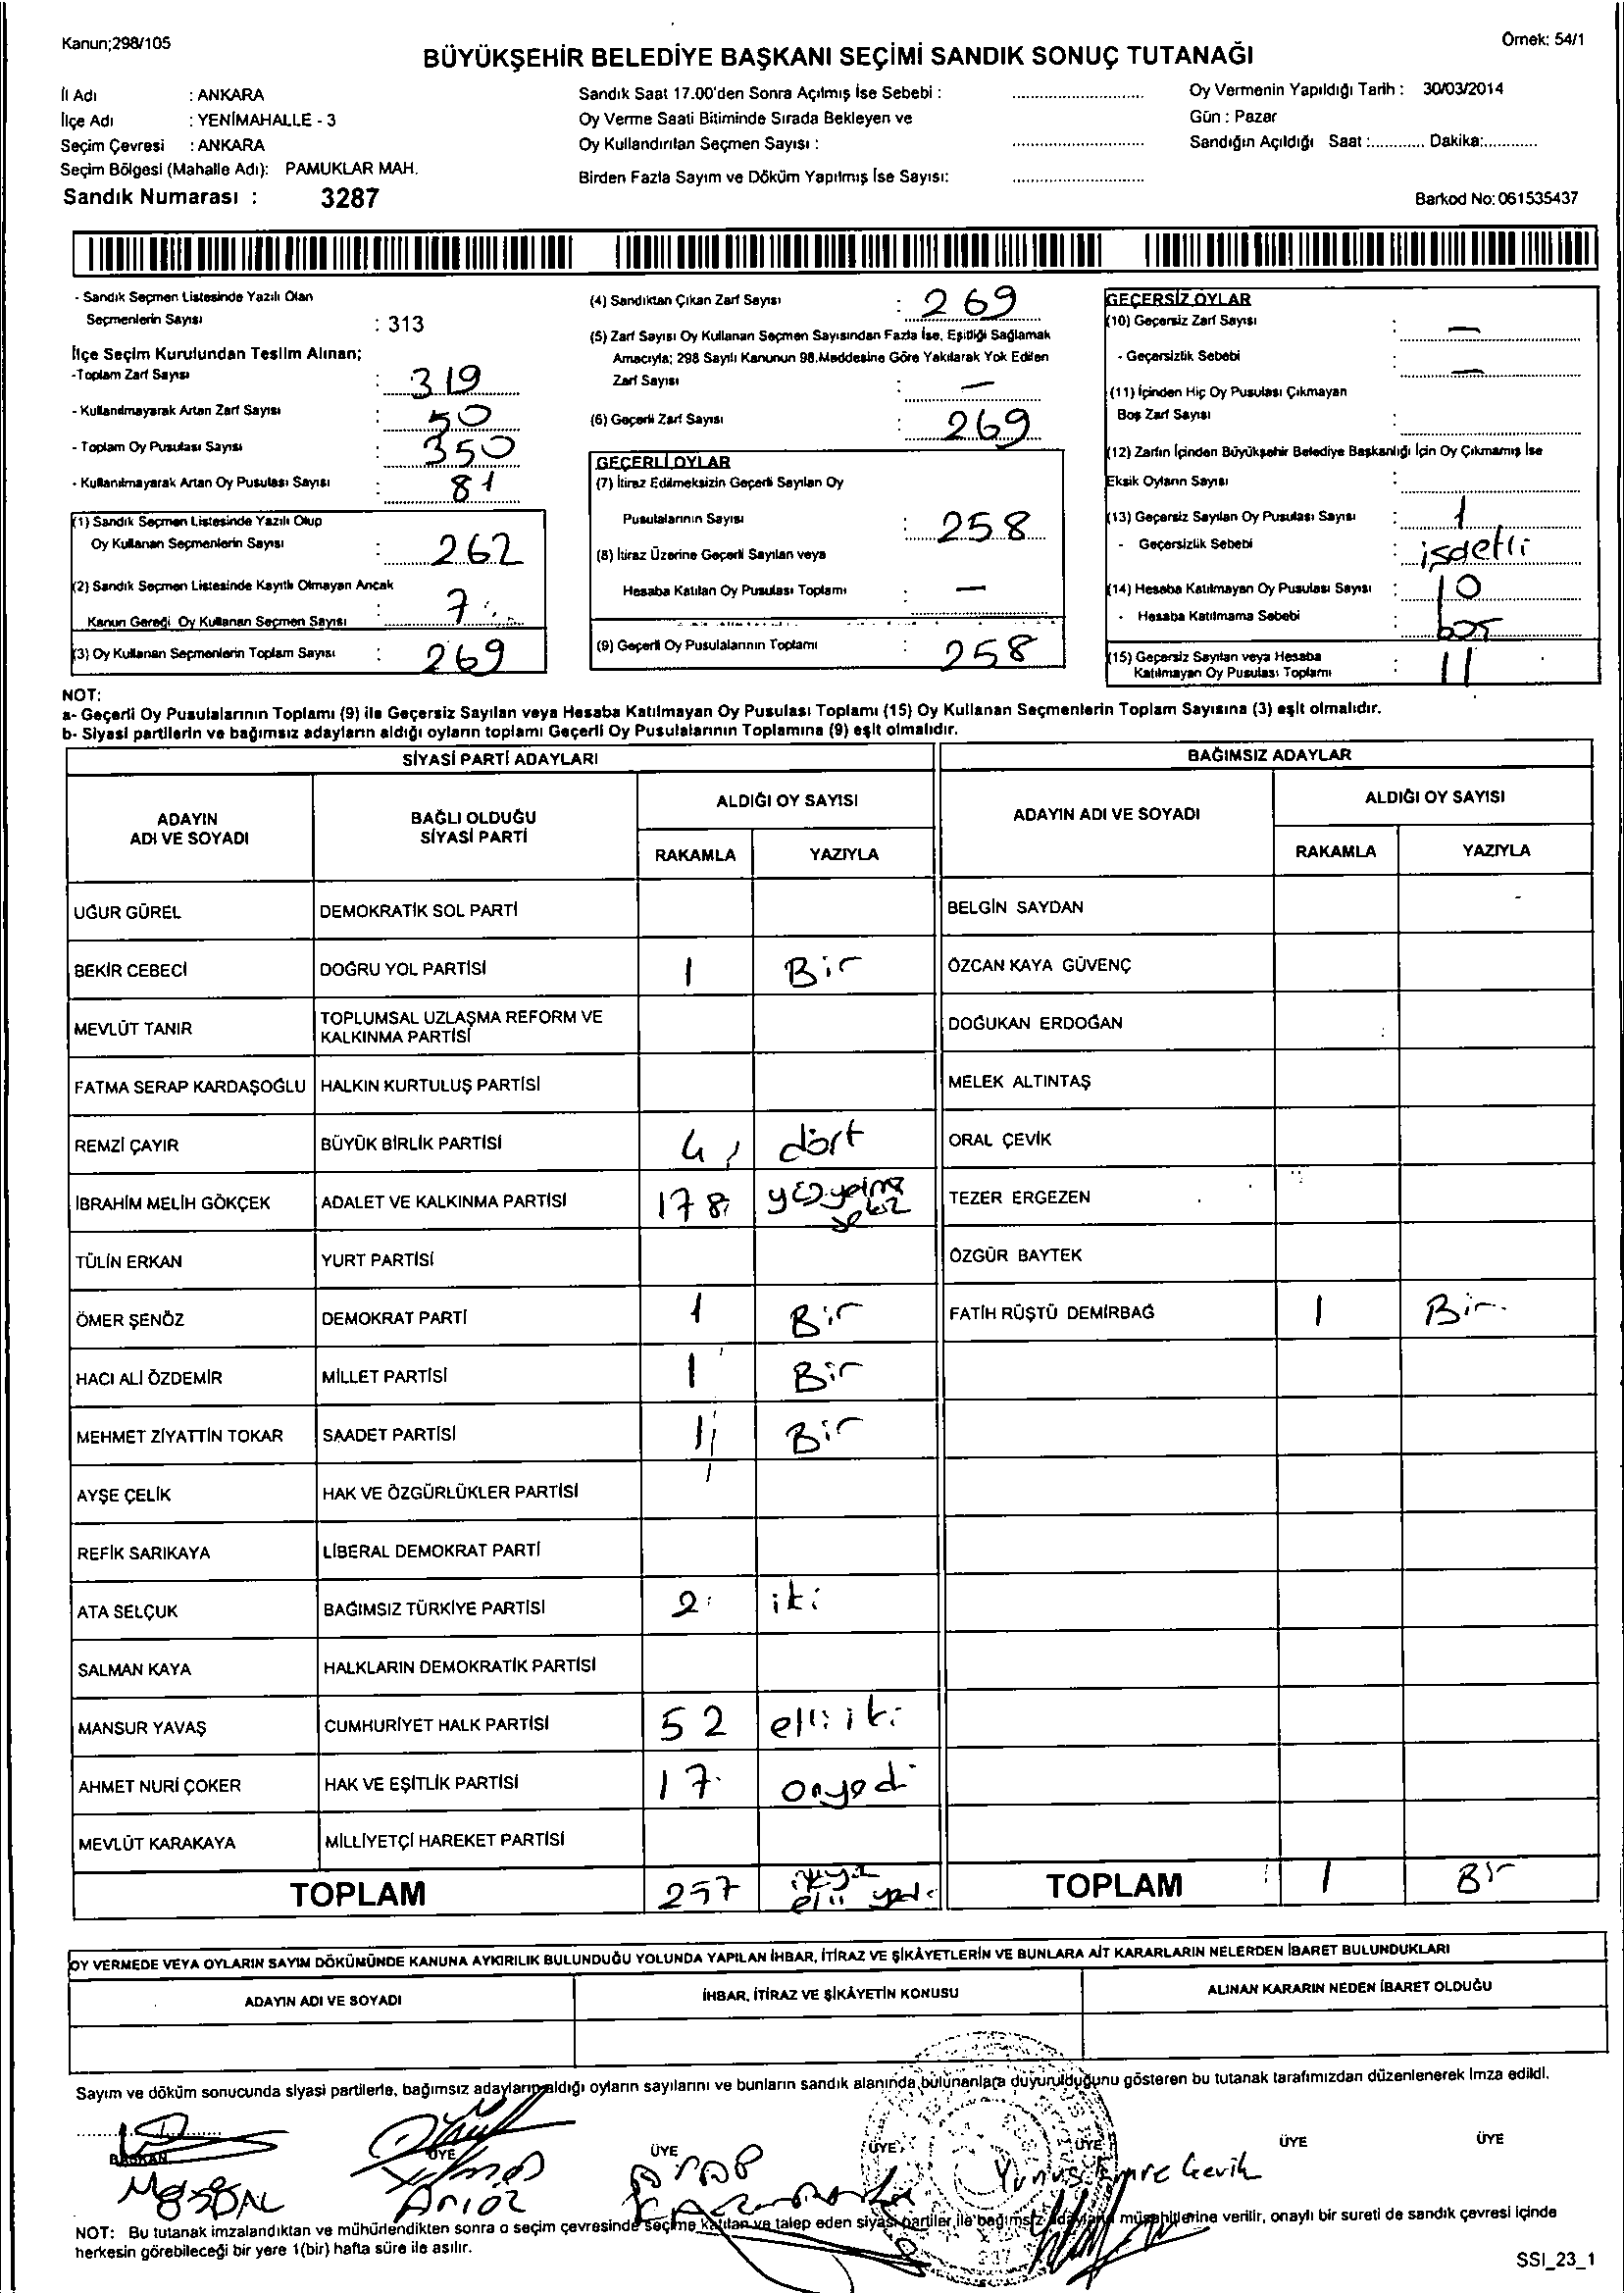 Kanun;298/105
Örnek: 54/1
BÜYÜKŞEHİR BELEDİYE BAŞKANI SEÇİMİ SANDIK SONUÇ TUTANAĞI
İl Adı : ANKARA
İlçe Adı : YENİMAHALLE - 3
Seçim Çevresi : ANKARA
Seçim Bölgesi (Mahalle Adı): PAMUKLAR MAH.
Sandık Numarası : 3287
Sandık Saat 17.00'den Sonra Açılmış İse Sebebi :
Oy Verme Saati Bitiminde Sırada Bekleyen ve
Oy Kullandırılan Seçmen Sayısı :
Birden Fazla Sayım ve Döküm Yapılmış İse Sayısı:
Oy Vermenin Yapıldığı Tarih : 30/03/2014
Gün : Pazar
Sandığın Açıldığı Saat :............ Dakika:............
Barkod No: 061535437
- Sandık Seçmen Listesinde Yazılı Olan
Seçmenlerin Sayısı : 313
İlçe Seçim Kurulundan Teslim Alınan;
-Toplam Zarf Sayısı : 319
- Kullanılmayarak Artan Zarf Sayısı : 50
- Toplam Oy Pusulası Sayısı : 350
- Kullanılmayarak Artan Oy Pusulası Sayısı : 81
(1) Sandık Seçmen Listesinde Yazılı Olup
Oy Kullanan Seçmenlerin Sayısı : 262
(2) Sandık Seçmen Listesinde Kayıtlı Olmayan Ancak
Kanun Gereği Oy Kullanan Seçmen Sayısı : 7
(3) Oy Kullanan Seçmenlerin Toplam Sayısı : 269
(4) Sandıktan Çıkan Zarf Sayısı : 269
(5) Zarf Sayısı Oy Kullanan Seçmen Sayısından Fazla İse, Eşitliği Sağlamak
Amacıyla; 298 Sayılı Kanunun 98.Maddesine Göre Yakılarak Yok Edilen
Zarf Sayısı : —
(6) Geçerli Zarf Sayısı : 269
GEÇERLİ OYLAR
(7) İtiraz Edilmeksizin Geçerli Sayılan Oy
Pusulalarının Sayısı : 258
(8) İtiraz Üzerine Geçerli Sayılan veya
Hesaba Katılan Oy Pusulası Toplamı : —
(9) Geçerli Oy Pusulalarının Toplamı : 258
GEÇERSİZ OYLAR
(10) Geçersiz Zarf Sayısı : —
- Geçersizlik Sebebi : —
(11) İçinden Hiç Oy Pusulası Çıkmayan
Boş Zarf Sayısı :
(12) Zarfın İçinden Büyükşehir Belediye Başkanlığı İçin Oy Çıkmamış İse
Eksik Oyların Sayısı :
(13) Geçersiz Sayılan Oy Pusulası Sayısı : 1
- Geçersizlik Sebebi : işdetli
(14) Hesaba Katılmayan Oy Pusulası Sayısı : 10
- Hesaba Katılmama Sebebi : boş
(15) Geçersiz Sayılan veya Hesaba
Katılmayan Oy Pusulası Toplamı : 11
NOT:
a- Geçerli Oy Pusulalarının Toplamı (9) ile Geçersiz Sayılan veya Hesaba Katılmayan Oy Pusulası Toplamı (15) Oy Kullanan Seçmenlerin Toplam Sayısına (3) eşit olmalıdır.
b- Siyasi partilerin ve bağımsız adayların aldığı oyların toplamı Geçerli Oy Pusulalarının Toplamına (9) eşit olmalıdır.
SİYASİ PARTİ ADAYLARI
ADAYIN
ADI VE SOYADI
BAĞLI OLDUĞU
SİYASİ PARTİ
ALDIĞI OY SAYISI
RAKAMLA YAZIYLA
UĞUR GÜREL DEMOKRATİK SOL PARTİ
BEKİR CEBECİ DOĞRU YOL PARTİSİ 1 Bir
MEVLÜT TANIR TOPLUMSAL UZLAŞMA REFORM VE
KALKINMA PARTİSİ
FATMA SERAP KARDAŞOĞLU HALKIN KURTULUŞ PARTİSİ
REMZİ ÇAYIR BÜYÜK BİRLİK PARTİSİ 4 dört
İBRAHİM MELİH GÖKÇEK ADALET VE KALKINMA PARTİSİ 178
TÜLİN ERKAN YURT PARTİSİ
ÖMER ŞENÖZ DEMOKRAT PARTİ 1 Bir
HACI ALİ ÖZDEMİR MİLLET PARTİSİ 1 Bir
MEHMET ZİYATTİN TOKAR SAADET PARTİSİ 1 Bir
AYŞE ÇELİK HAK VE ÖZGÜRLÜKLER PARTİSİ
REFİK SARIKAYA LİBERAL DEMOKRAT PARTİ
ATA SELÇUK BAĞIMSIZ TÜRKİYE PARTİSİ 2 iki
SALMAN KAYA HALKLARIN DEMOKRATİK PARTİSİ
MANSUR YAVAŞ CUMHURİYET HALK PARTİSİ 52 elli iki
AHMET NURİ ÇOKER HAK VE EŞİTLİK PARTİSİ 17 onyedi
MEVLÜT KARAKAYA MİLLİYETÇİ HAREKET PARTİSİ
TOPLAM 257 ikiyüz
elli yedi
BAĞIMSIZ ADAYLAR
ADAYIN ADI VE SOYADI
ALDIĞI OY SAYISI
RAKAMLA YAZIYLA
BELGİN SAYDAN
ÖZCAN KAYA GÜVENÇ
DOĞUKAN ERDOĞAN
MELEK ALTINTAŞ
ORAL ÇEVİK
TEZER ERGEZEN
ÖZGÜR BAYTEK
FATİH RÜŞTÜ DEMİRBAĞ 1 Bir
TOPLAM 1 Bir
OY VERMEDE VEYA OYLARIN SAYIM DÖKÜMÜNDE KANUNA AYKIRILIK BULUNDUĞU YOLUNDA YAPILAN İHBAR, İTİRAZ VE ŞİKÂYETLERİN VE BUNLARA AİT KARARLARIN NELERDEN İBARET BULUNDUKLARI
ADAYIN ADI VE SOYADI
İHBAR, İTİRAZ VE ŞİKÂYETİN KONUSU
ALINAN KARARIN NEDEN İBARET OLDUĞU
Sayım ve döküm sonucunda siyasi partilerle, bağımsız adayların aldığı oyların sayılarını ve bunların sandık alanında bulunanlara duyurulduğunu gösteren bu tutanak tarafımızdan düzenlenerek imza edildi.
BAŞKAN ÜYE ÜYE ÜYE ÜYE ÜYE ÜYE
Yunus Emre Çevik
NOT: Bu tutanak imzalandıktan ve mühürlendikten sonra o seçim çevresinde seçime katılan ve talep eden siyasi partiler ile bağımsız adayların müşahitlerine verilir, onaylı bir sureti de sandık çevresi içinde
herkesin görebileceği bir yere 1(bir) hafta süre ile asılır.
SSI_23_1